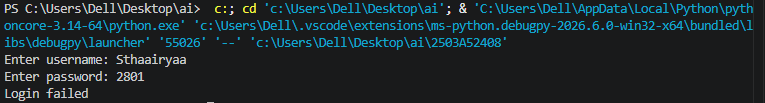 PS C:\Users\Dell\Desktop\ai>  c:; cd 'c:\Users\Dell\Desktop\ai'; & 'C:\Users\Dell\AppData\Local\Python\pyth
oncore-3.14-64\python.exe' 'c:\Users\Dell\.vscode\extensions\ms-python.debugpy-2026.6.0-win32-x64\bundled\l
ibs\debugpy\launcher' '55026' '--' 'c:\Users\Dell\Desktop\ai\2503A52408'
Enter username: Sthaairyaa
Enter password: 2801
Login failed